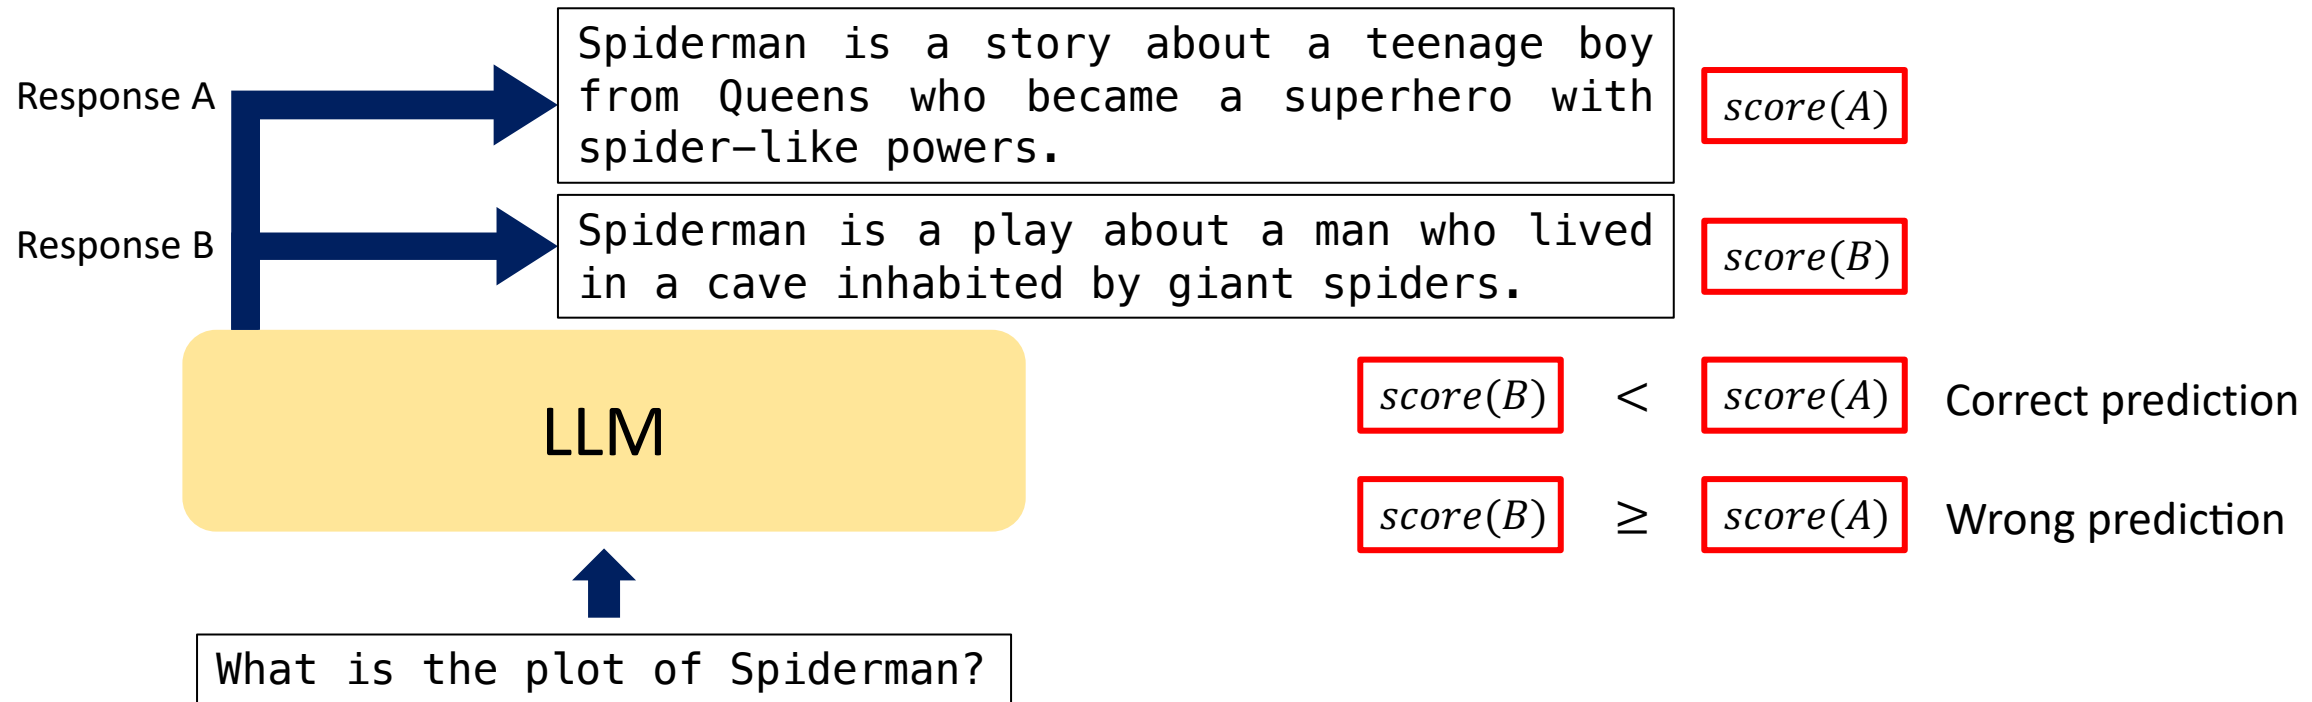 Response A
Spiderman is a story about a teenage boy
from Queens who became a superhero with
spider-like powers.
score(A)
Response B
Spiderman is a play about a man who lived
in a cave inhabited by giant spiders.
score(B)
LLM
score(B) < score(A) Correct prediction
score(B) ≥ score(A) Wrong prediction
What is the plot of Spiderman?